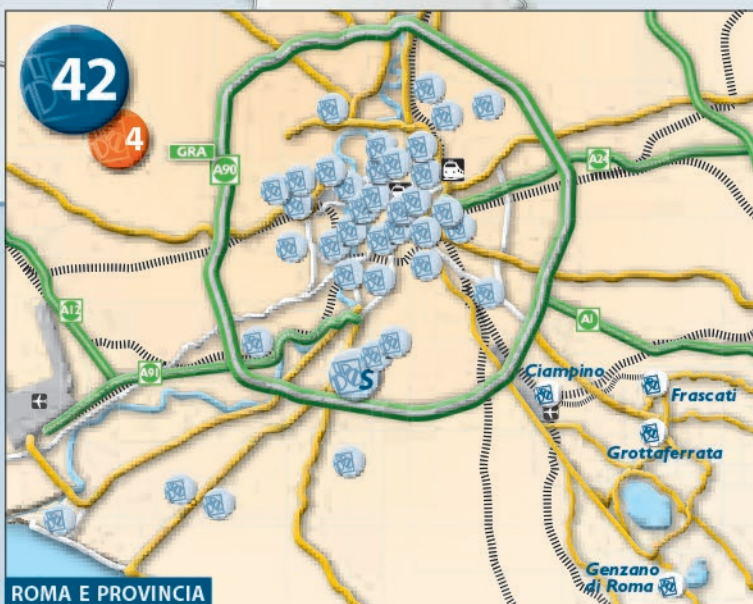 42
4
GRA
A90
A24
A12
A91
A1
S
Ciampino
Frascati
Grottaferrata
Genzano
di Roma
ROMA E PROVINCIA